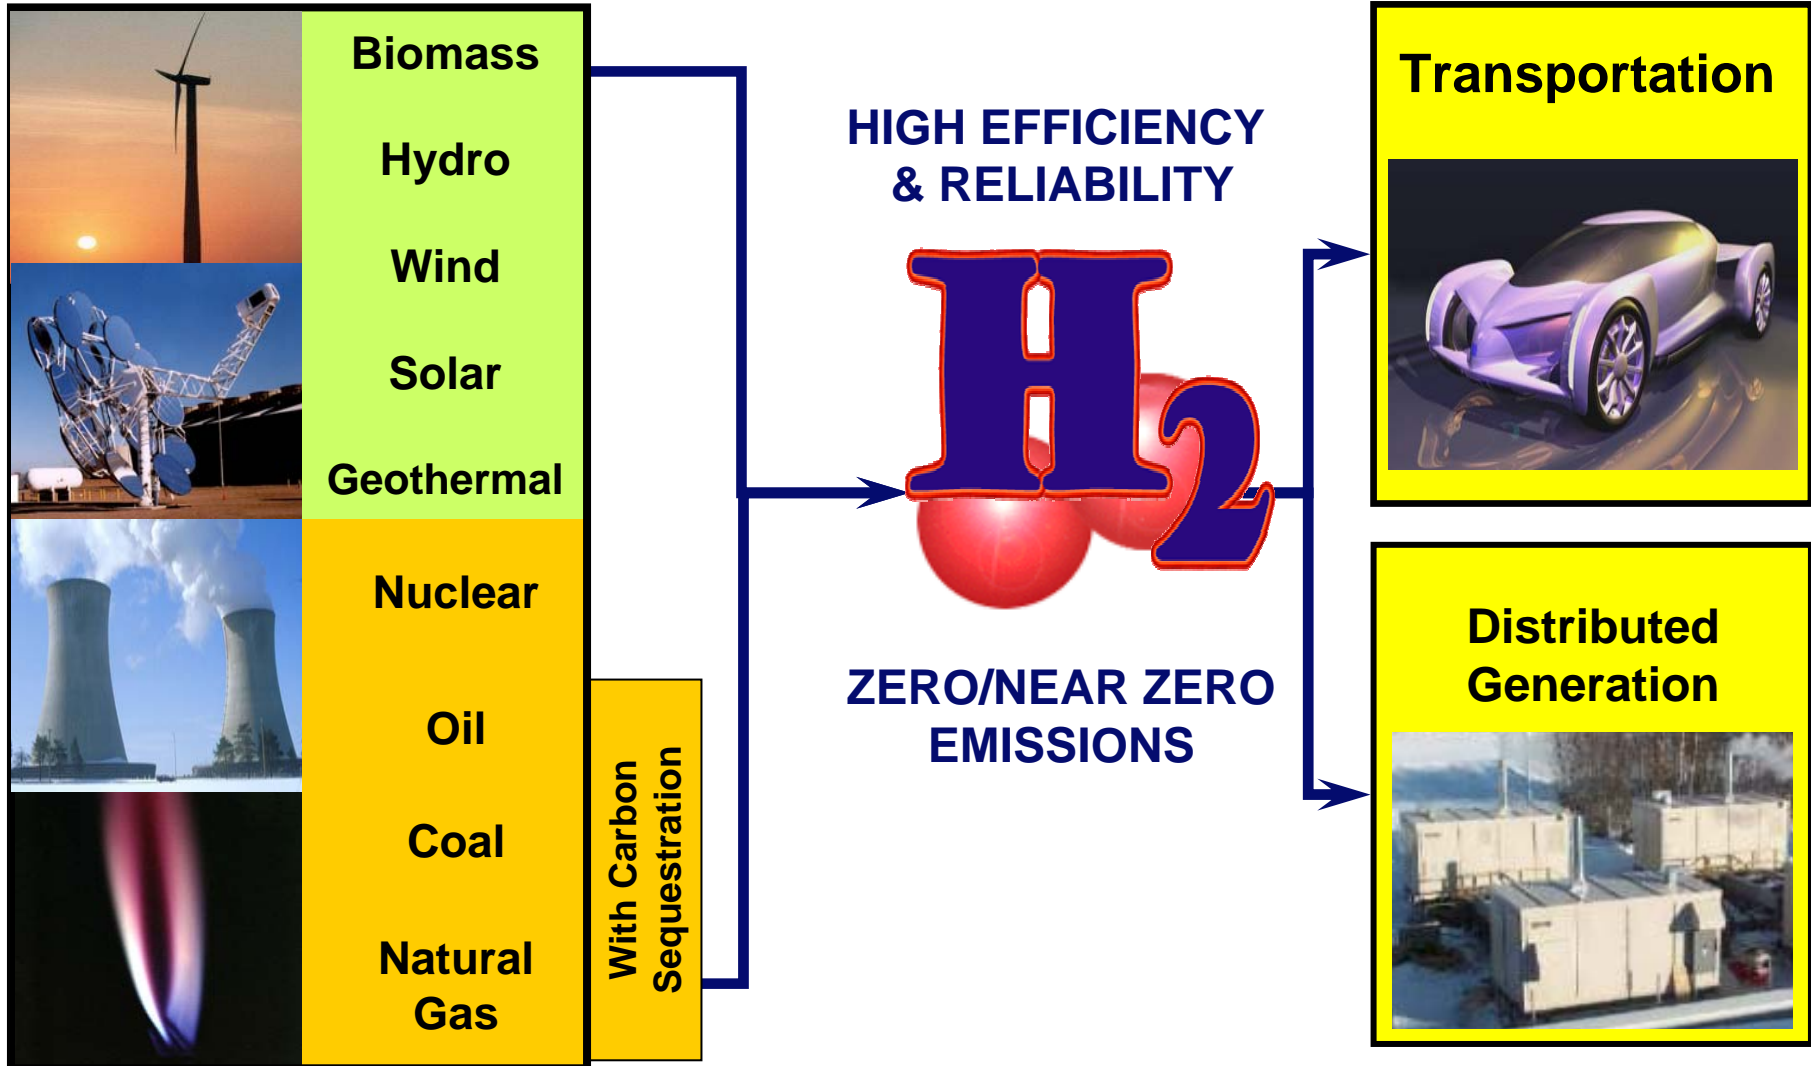 Biomass
Hydro
Wind
Solar
Geothermal
Nuclear
Oil
Coal
Natural
Gas
With Carbon
Sequestration
HIGH EFFICIENCY
& RELIABILITY
H2
ZERO/NEAR ZERO
EMISSIONS
Transportation
Distributed
Generation